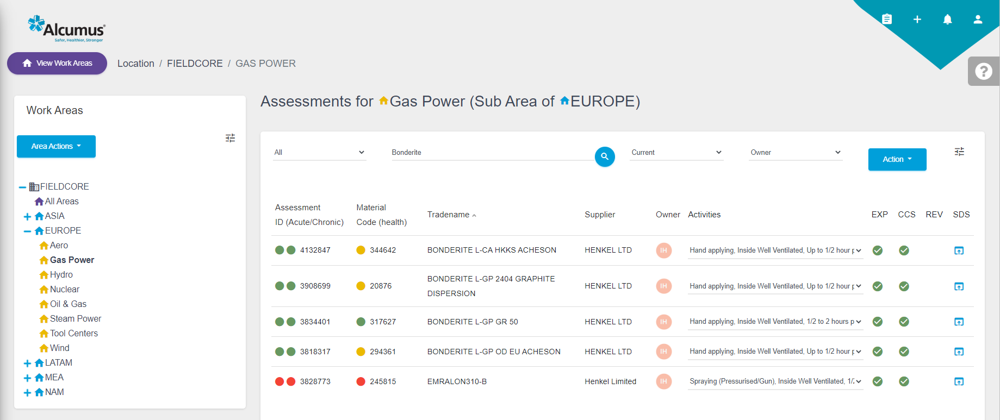 Alcumus®
Safer, Healthier, Stronger
View Work Areas
Location / FIELDCORE / GAS POWER
?
Work Areas
Area Actions
FIELDCORE
All Areas
ASIA
EUROPE
Aero
Gas Power
Hydro
Nuclear
Oil & Gas
Steam Power
Tool Centers
Wind
LATAM
MEA
NAM
Assessments for Gas Power (Sub Area of EUROPE)
All Bonderite Current Owner Action
Assessment ID (Acute/Chronic) Material Code (health) Tradename Supplier Owner Activities EXP CCS REV SDS
4132847 344642 BONDERITE L-CA HKKS ACHESON HENKEL LTD IH Hand applying, Inside Well Ventilated, Up to 1/2 hour p
3908699 20876 BONDERITE L-GP 2404 GRAPHITE DISPERSION HENKEL LTD IH Hand applying, Inside Well Ventilated, Up to 1/2 hour p
3834401 317627 BONDERITE L-GP GR 50 HENKEL LTD IH Hand applying, Inside Well Ventilated, 1/2 to 2 hours p
3818317 294361 BONDERITE L-GP OD EU ACHESON HENKEL LTD IH Hand applying, Inside Well Ventilated, Up to 1/2 hour p
3828773 245815 EMRALON310-B Henkel Limited IH Spraying (Pressurised/Gun), Inside Well Ventilated, 1/2